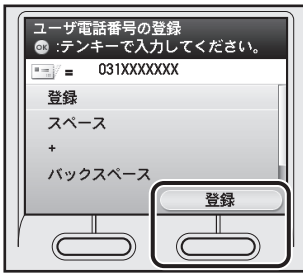 ユーザ電話番号の登録
OK :テンキーで入力してください。
= 031XXXXXXX
登録
スペース
+
バックスペース
登録